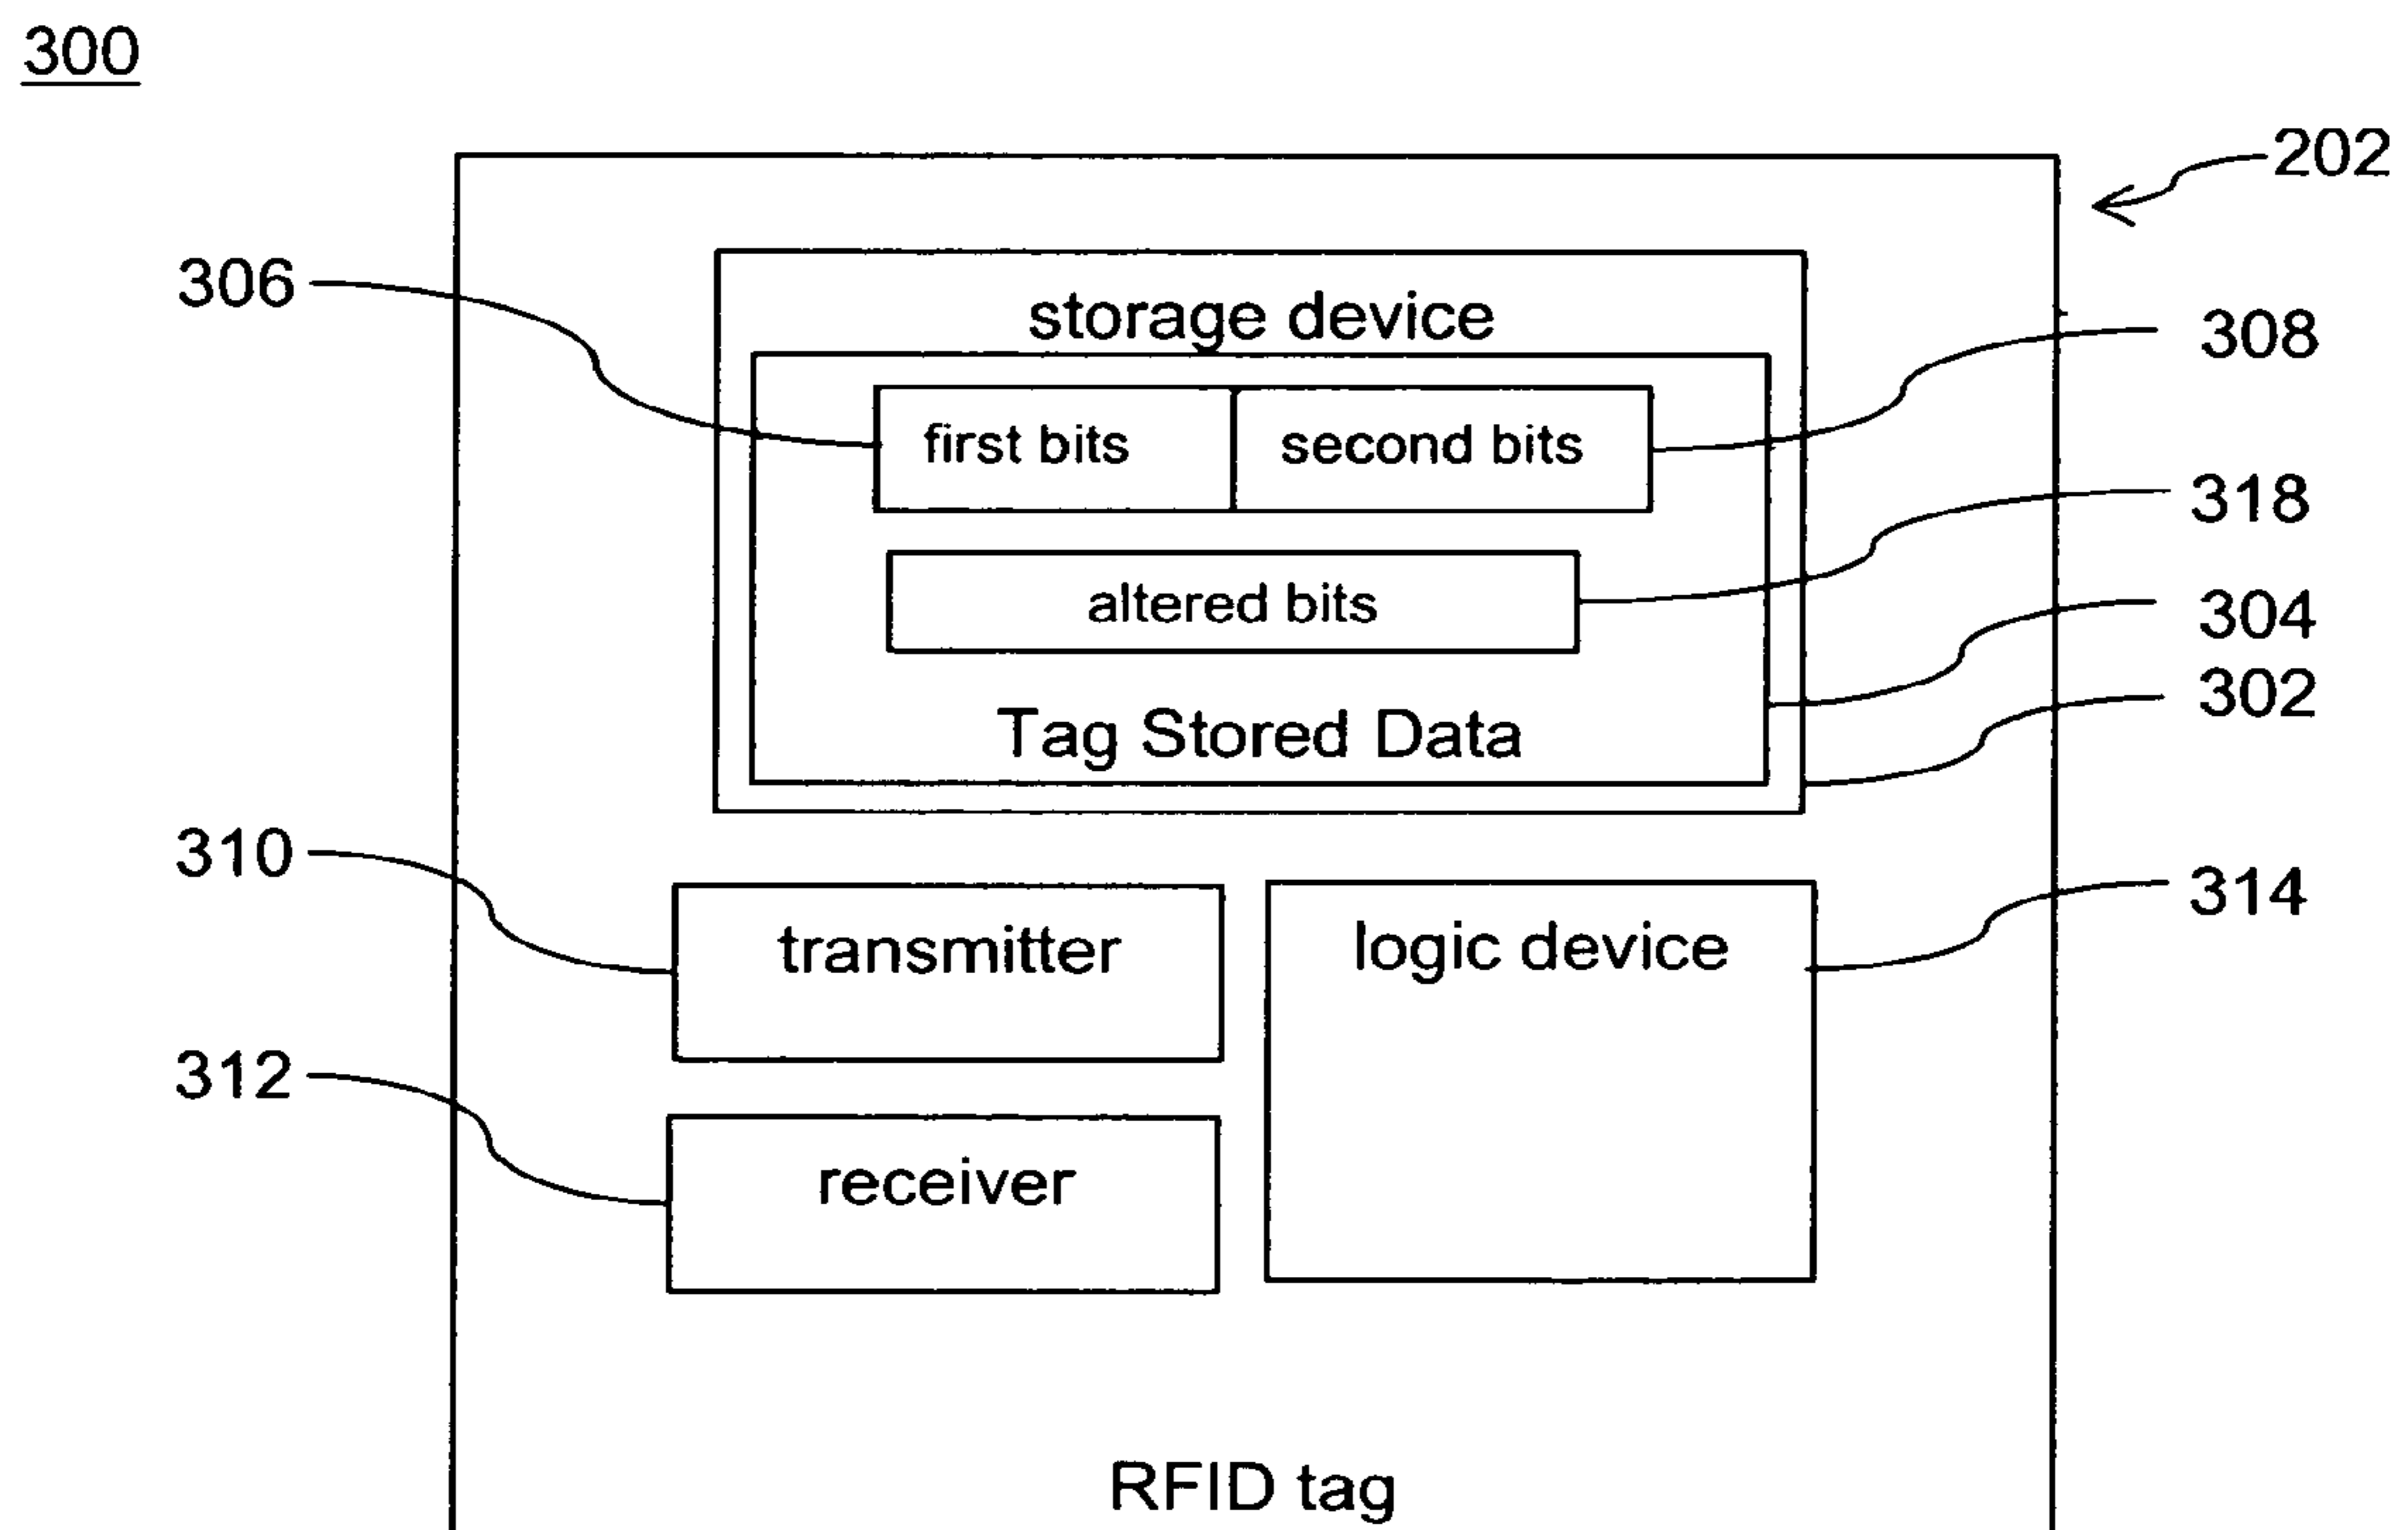 300
202
306
storage device
308
first bits
second bits
318
altered bits
304
302
Tag Stored Data
310
transmitter
logic device
314
312
receiver
RFID tag